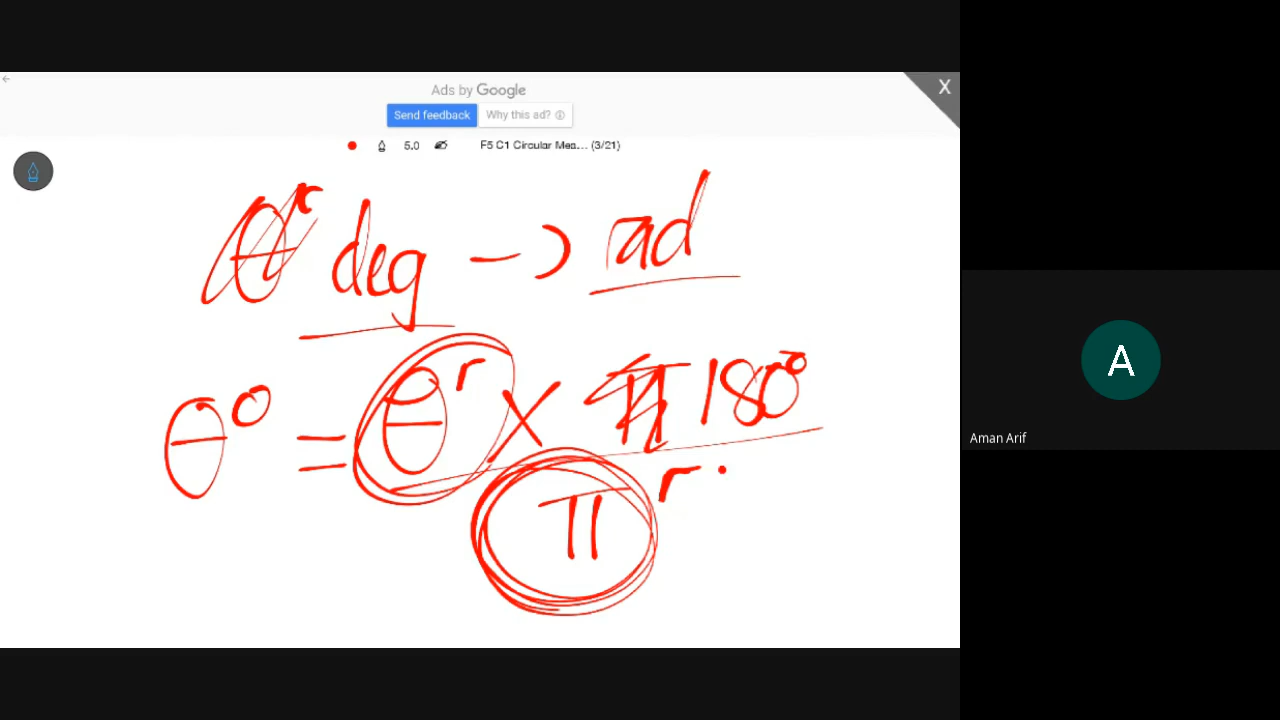 Ads by Google
Send feedback
Why this ad?
5.0
F5 C1 Circular Mea... (3/21)
X
deg -> rad
θ° = θʳ × 180°
πʳ
A
Aman Arif